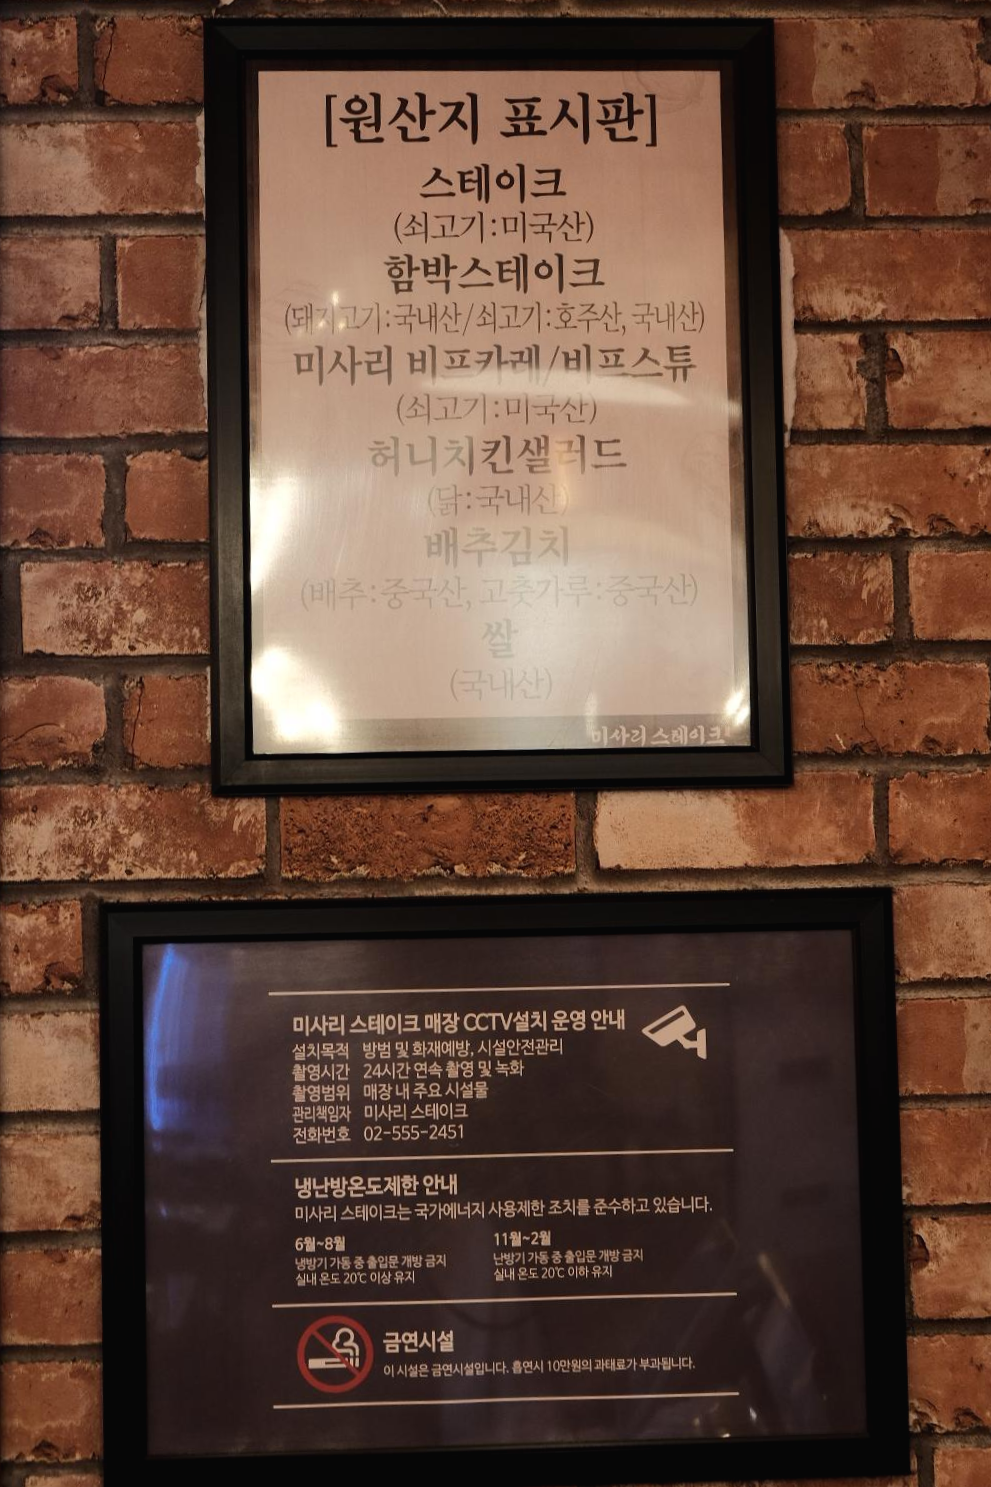 [원산지 표시판]
스테이크
(쇠고기:미국산)
함박스테이크
(돼지고기:국내산/쇠고기:호주산, 국내산)
미사리 비프카레/비프스튜
(쇠고기:미국산)
허니치킨샐러드
(닭:국내산)
배추김치
(배추:중국산, 고춧가루:중국산)
쌀
(국내산)
미사리 스테이크
미사리 스테이크 매장 CCTV설치 운영 안내
설치목적 방범 및 화재예방, 시설안전관리
촬영시간 24시간 연속 촬영 및 녹화
촬영범위 매장 내 주요 시설물
관리책임자 미사리 스테이크
전화번호 02-555-2451
냉난방온도제한 안내
미사리 스테이크는 국가에너지 사용제한 조치를 준수하고 있습니다.
6월~8월
냉방기 가동 중 출입문 개방 금지
실내 온도 20℃ 이상 유지
11월~2월
난방기 가동 중 출입문 개방 금지
실내 온도 20℃ 이하 유지
금연시설
이 시설은 금연시설입니다. 흡연시 10만원의 과태료가 부과됩니다.